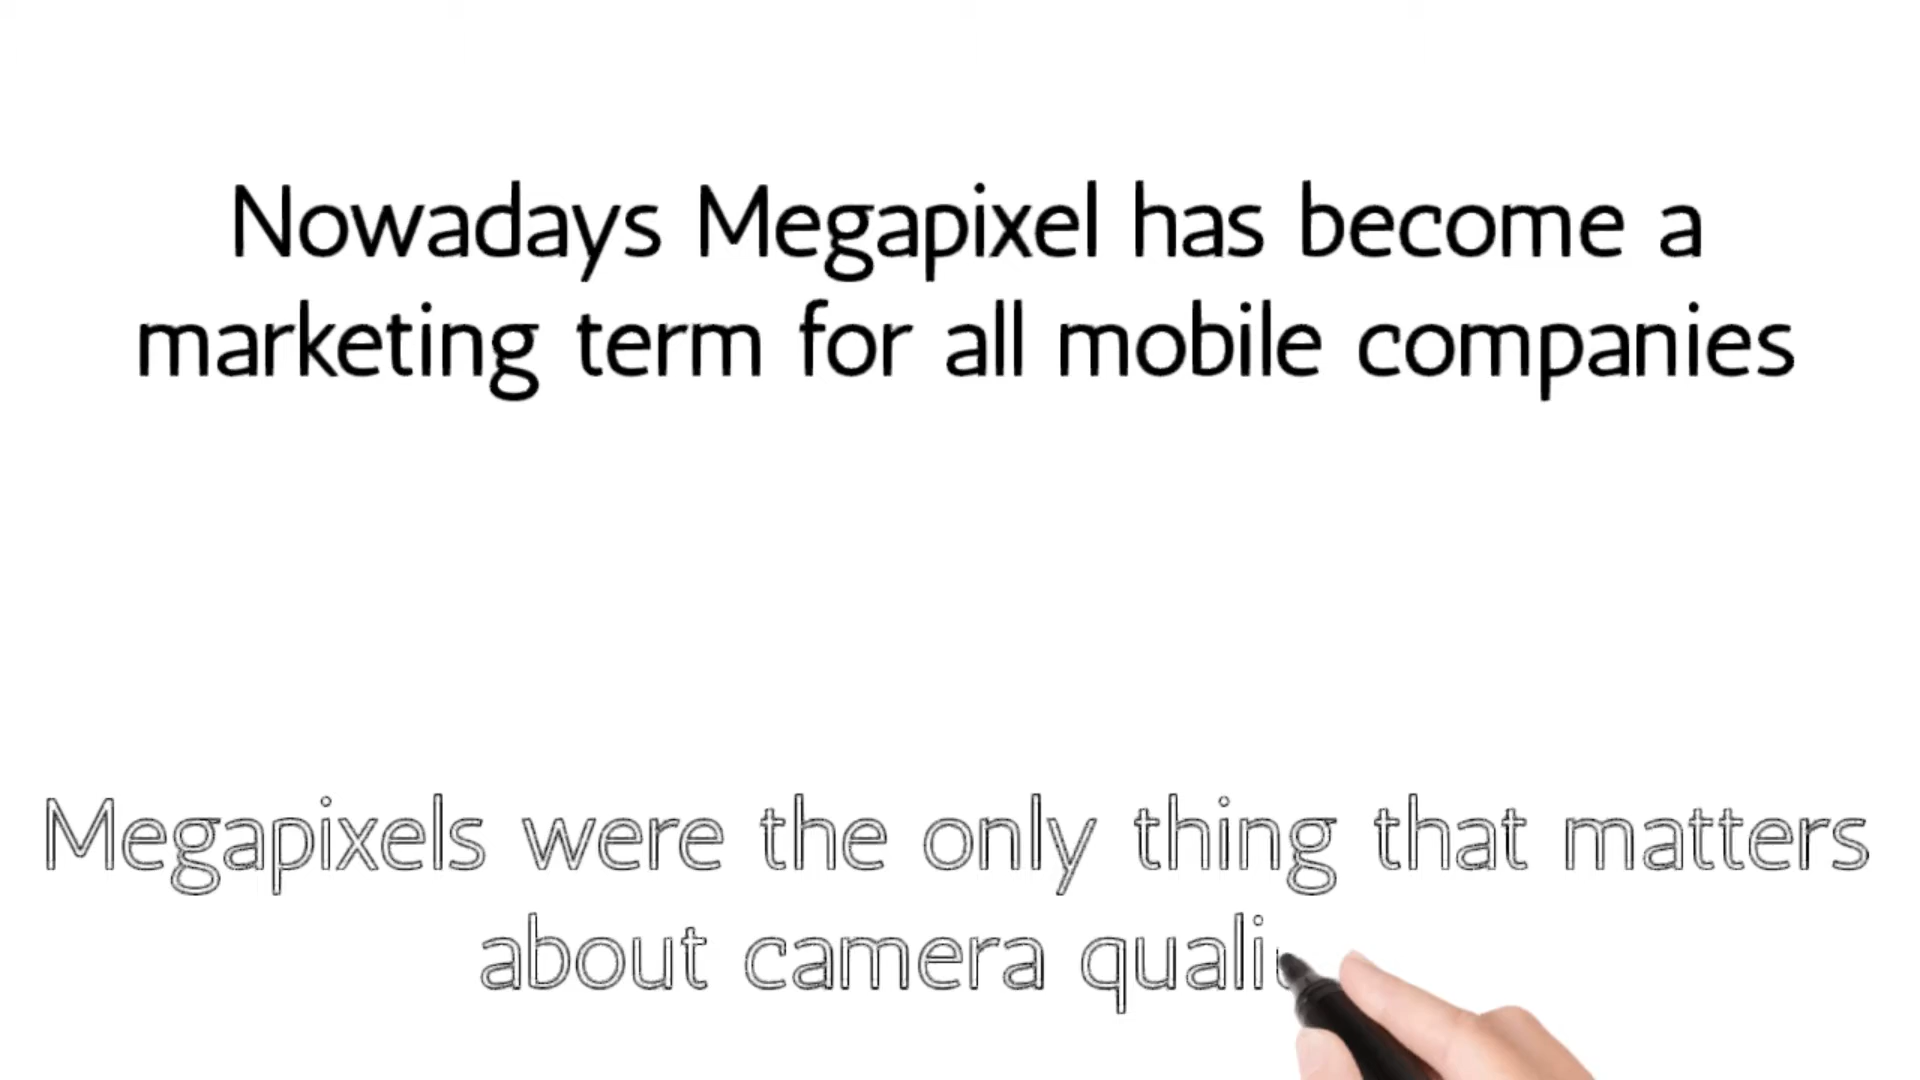 Nowadays Megapixel has become a
marketing term for all mobile companies
Megapixels were the only thing that matters
about camera quali